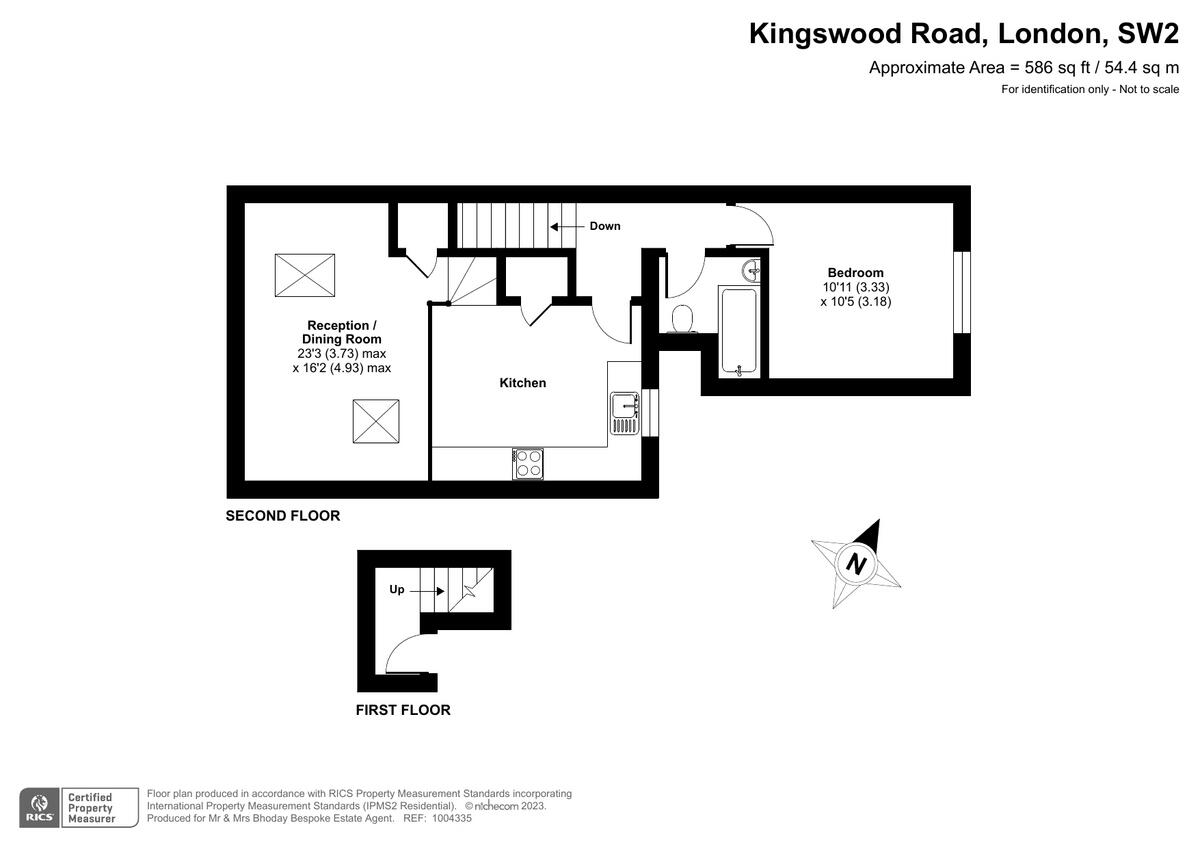 Kingswood Road, London, SW2
Approximate Area = 586 sq ft / 54.4 sq m
For identification only - Not to scale
Down
Bedroom
10'11 (3.33)
x 10'5 (3.18)
Reception /
Dining Room
23'3 (3.73) max
x 16'2 (4.93) max
Kitchen
SECOND FLOOR
N
Up
FIRST FLOOR
RICS
Certified
Property
Measurer
Floor plan produced in accordance with RICS Property Measurement Standards incorporating
International Property Measurement Standards (IPMS2 Residential). © nichecom 2023.
Produced for Mr & Mrs Bhoday Bespoke Estate Agent. REF: 1004335